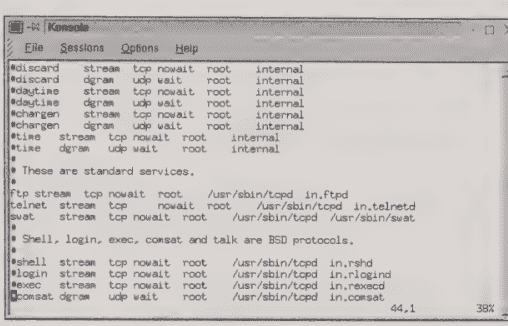 Konsole
File Sessions Options Help
#discard stream tcp nowait root internal
#discard dgram udp wait root internal
#daytime stream tcp nowait root internal
#daytime dgram udp wait root internal
#chargen stream tcp nowait root internal
#chargen dgram udp wait root internal
#time stream tcp nowait root internal
#time dgram udp wait root internal
#
# These are standard services.
#
ftp stream tcp nowait root /usr/sbin/tcpd in.ftpd
telnet stream tcp nowait root /usr/sbin/tcpd in.telnetd
swat stream tcp nowait root /usr/sbin/tcpd /usr/sbin/swat
#
# Shell, login, exec, comsat and talk are BSD protocols.
#
#shell stream tcp nowait root /usr/sbin/tcpd in.rshd
#login stream tcp nowait root /usr/sbin/tcpd in.rlogind
#exec stream tcp nowait root /usr/sbin/tcpd in.rexecd
#comsat dgram udp wait root /usr/sbin/tcpd in.comsat
44,1 38%